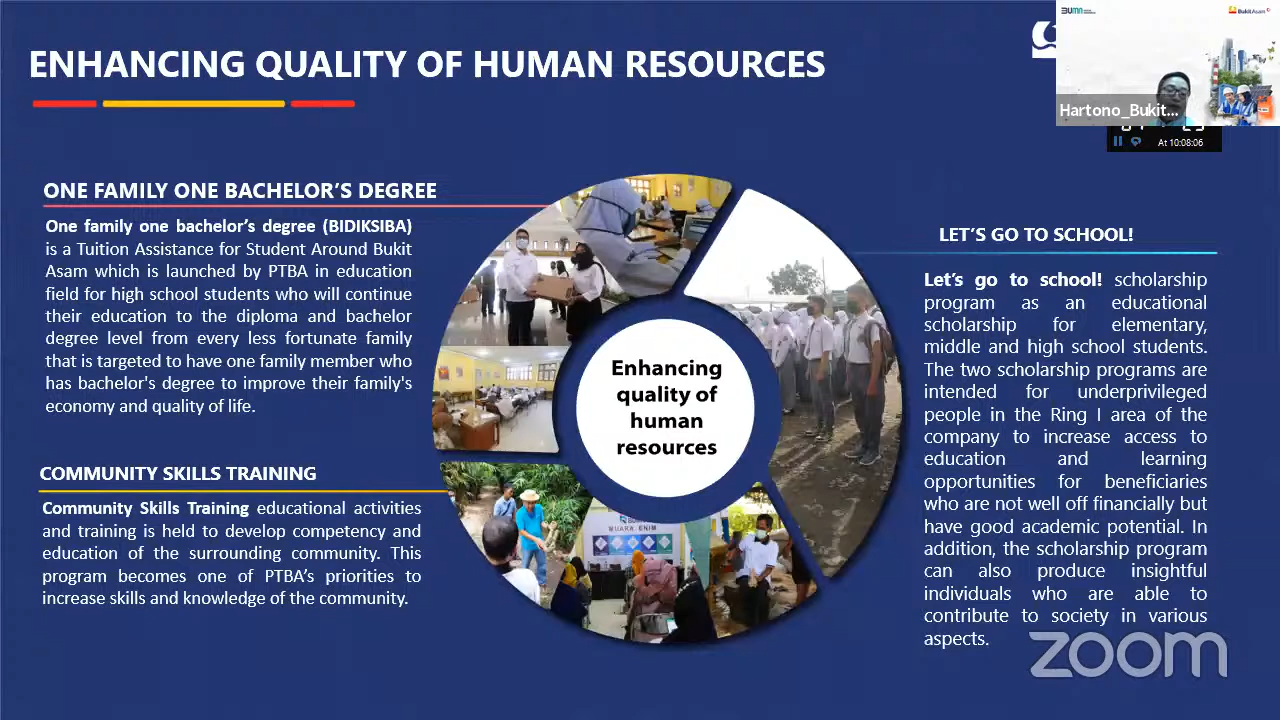 ENHANCING QUALITY OF HUMAN RESOURCES
BUMN
BukitAsam
Hartono_Bukit...
At 10:08:06
ONE FAMILY ONE BACHELOR’S DEGREE
One family one bachelor’s degree (BIDIKSIBA)
is a Tuition Assistance for Student Around Bukit
Asam which is launched by PTBA in education
field for high school students who will continue
their education to the diploma and bachelor
degree level from every less fortunate family
that is targeted to have one family member who
has bachelor's degree to improve their family's
economy and quality of life.
COMMUNITY SKILLS TRAINING
Community Skills Training educational activities
and training is held to develop competency and
education of the surrounding community. This
program becomes one of PTBA’s priorities to
increase skills and knowledge of the community.
Enhancing
quality of
human
resources
MUARA ENIM
LET’S GO TO SCHOOL!
Let’s go to school! scholarship
program as an educational
scholarship for elementary,
middle and high school students.
The two scholarship programs are
intended for underprivileged
people in the Ring I area of the
company to increase access to
education and learning
opportunities for beneficiaries
who are not well off financially but
have good academic potential. In
addition, the scholarship program
can also produce insightful
individuals who are able to
contribute to society in various
aspects.
zoom